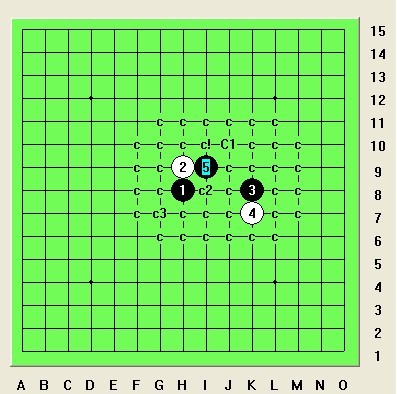 15
14
13
12
c c c c c c 11
c c c c! C1 c c c 10
c c 2 5 c c c c 9
c c 1 c2 c 3 c c 8
c c3 c c c 4 c c 7
c c c c c c 6
5
4
3
2
1
A B C D E F G H I J K L M N O